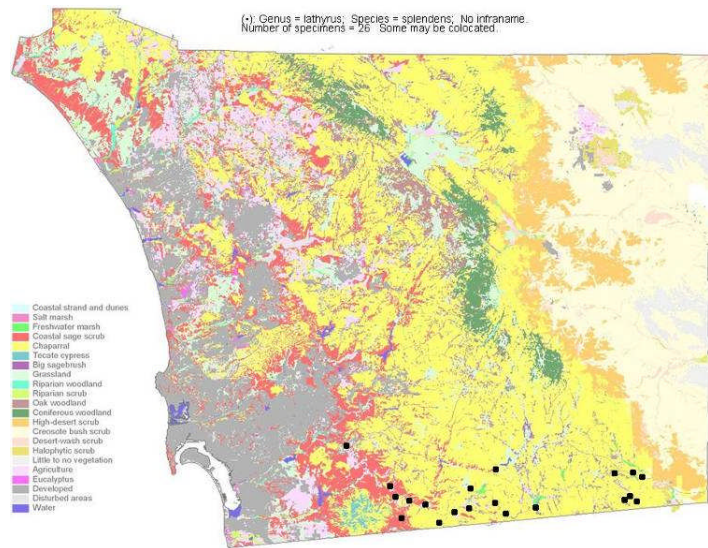 (•): Genus = lathyrus; Species = splendens; No infraname.
Number of specimens = 26 Some may be colocated.
Coastal strand and dunes
Salt marsh
Freshwater marsh
Coastal sage scrub
Chaparral
Tecate cypress
Big sagebrush
Grassland
Riparian woodland
Riparian scrub
Oak woodland
Coniferous woodland
High-desert scrub
Creosote bush scrub
Desert-wash scrub
Halophytic scrub
Little to no vegetation
Agriculture
Eucalyptus
Developed
Disturbed areas
Water